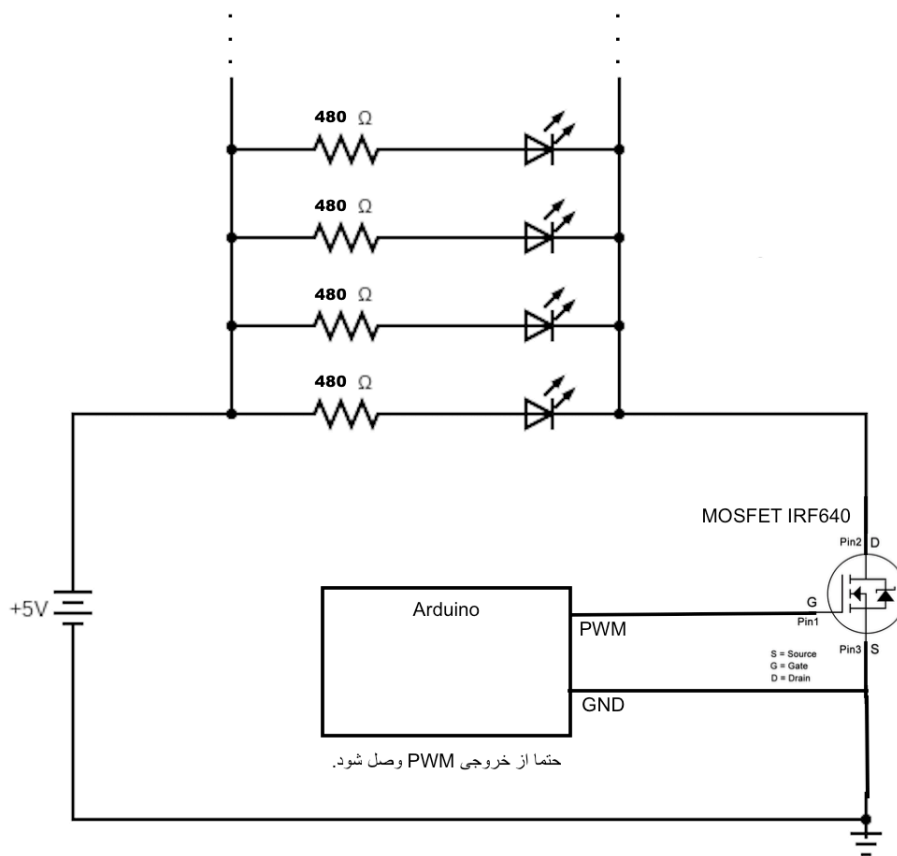 480 Ω
480 Ω
480 Ω
480 Ω
MOSFET IRF640
Pin2 D
+5V
Arduino
G
Pin1
PWM
Pin3 S
S = Source
G = Gate
D = Drain
GND
حتما از خروجی PWM وصل شود.